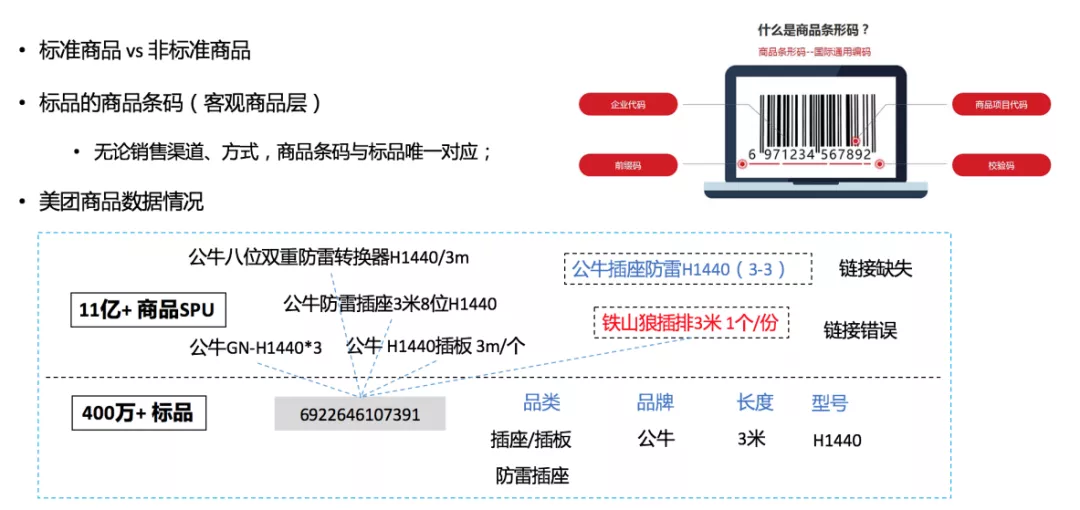 什么是商品条形码？
商品条形码--国际通用编码
• 标准商品 vs 非标准商品
• 标品的商品条码（客观商品层）
• 无论销售渠道、方式，商品条码与标品唯一对应；
• 美团商品数据情况
企业代码
商品项目代码
前缀码
校验码
6 971234 567892
公牛八位双重防雷转换器H1440/3m
公牛插座防雷H1440（3-3）
链接缺失
11亿+ 商品SPU
公牛防雷插座3米8位H1440
铁山狼插排3米 1个/份
链接错误
公牛GN-H1440*3
公牛 H1440插板 3m/个
400万+ 标品
6922646107391
品类 品牌 长度 型号
插座/插板 公牛 3米 H1440
防雷插座